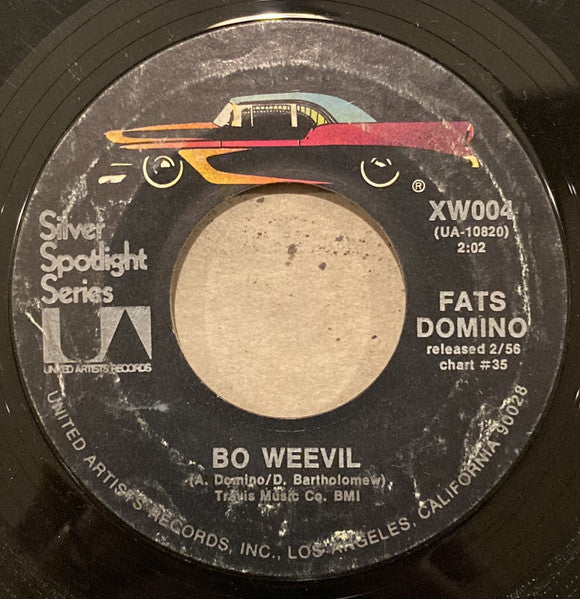 ®
XW004
(UA-10820)
2:02
Silver
Spotlight
Series
UA
UNITED ARTISTS RECORDS
FATS
DOMINO
released 2/56
chart #35
BO WEEVIL
(A. Domino/D. Bartholomew)
Travis Music Co. BMI
UNITED ARTISTS RECORDS, INC., LOS ANGELES, CALIFORNIA 90028